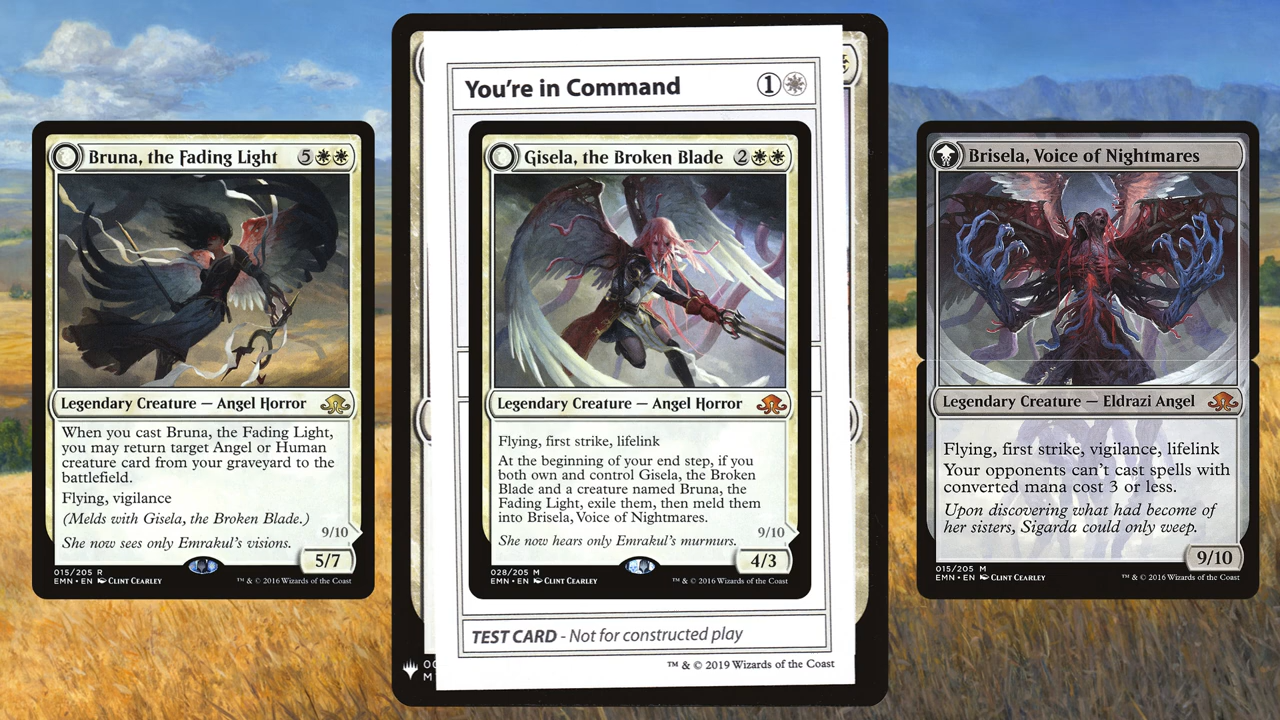 Bruna, the Fading Light 5
Legendary Creature — Angel Horror
When you cast Bruna, the Fading Light,
you may return target Angel or Human
creature card from your graveyard to the
battlefield.
Flying, vigilance
(Melds with Gisela, the Broken Blade.)
She now sees only Emrakul's visions.
9/10
5/7
015/205 R
EMN • EN CLINT CEARLEY
™ & © 2016 Wizards of the Coast
You're in Command 1
Gisela, the Broken Blade 2
Legendary Creature — Angel Horror
Flying, first strike, lifelink
At the beginning of your end step, if you
both own and control Gisela, the Broken
Blade and a creature named Bruna, the
Fading Light, exile them, then meld them
into Brisela, Voice of Nightmares.
She now hears only Emrakul's murmurs.
9/10
4/3
028/205 M
EMN • EN CLINT CEARLEY
™ & © 2016 Wizards of the Coast
TEST CARD - Not for constructed play
™ & © 2019 Wizards of the Coast
Brisela, Voice of Nightmares
Legendary Creature — Eldrazi Angel
Flying, first strike, vigilance, lifelink
Your opponents can't cast spells with
converted mana cost 3 or less.
Upon discovering what had become of
her sisters, Sigarda could only weep.
9/10
015/205 M
EMN • EN CLINT CEARLEY
™ & © 2016 Wizards of the Coast